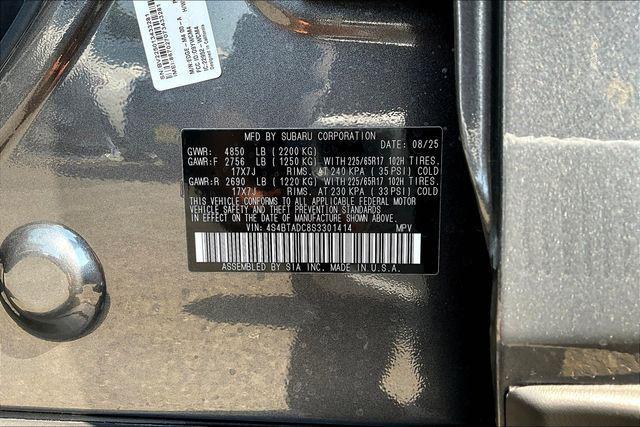 SN:BV220073433281
MFD BY SUBARU CORPORATION
GVWR: 4850 LB (2200 KG) DATE: 08/25
GAWR:F 2756 LB (1250 KG) WITH 225/65R17 102H TIRES.
17X7J RIMS. AT 240 KPA (35 PSI) COLD
GAWR:R 2690 LB (1220 KG) WITH 225/65R17 102H TIRES.
17X7J RIMS. AT 230 KPA (33 PSI) COLD
THIS VEHICLE CONFORMS TO ALL APPLICABLE FEDERAL MOTOR
VEHICLE SAFETY AND THEFT PREVENTION STANDARDS
IN EFFECT ON THE DATE OF MANUFACTURE SHOWN ABOVE.
VIN: 4S4BTADC8S3301414 MPV
ASSEMBLED BY SIA INC. MADE IN U.S.A.